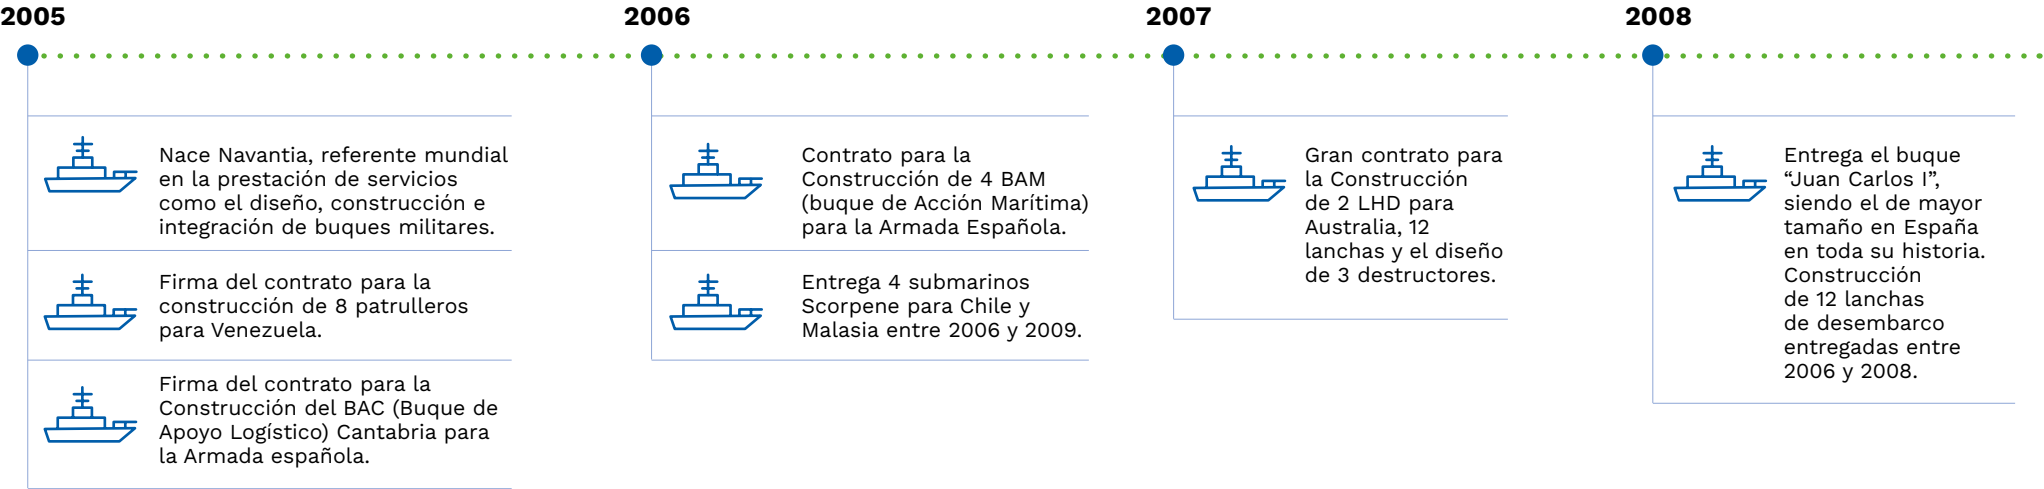 2005
Nace Navantia, referente mundial
en la prestación de servicios
como el diseño, construcción e
integración de buques militares.
Firma del contrato para la
construcción de 8 patrulleros
para Venezuela.
Firma del contrato para la
Construcción del BAC (Buque de
Apoyo Logístico) Cantabria para
la Armada española.
2006
Contrato para la
Construcción de 4 BAM
(buque de Acción Marítima)
para la Armada Española.
Entrega 4 submarinos
Scorpene para Chile y
Malasia entre 2006 y 2009.
2007
Gran contrato para
la Construcción
de 2 LHD para
Australia, 12
lanchas y el diseño
de 3 destructores.
2008
Entrega el buque
“Juan Carlos I”,
siendo el de mayor
tamaño en España
en toda su historia.
Construcción
de 12 lanchas
de desembarco
entregadas entre
2006 y 2008.